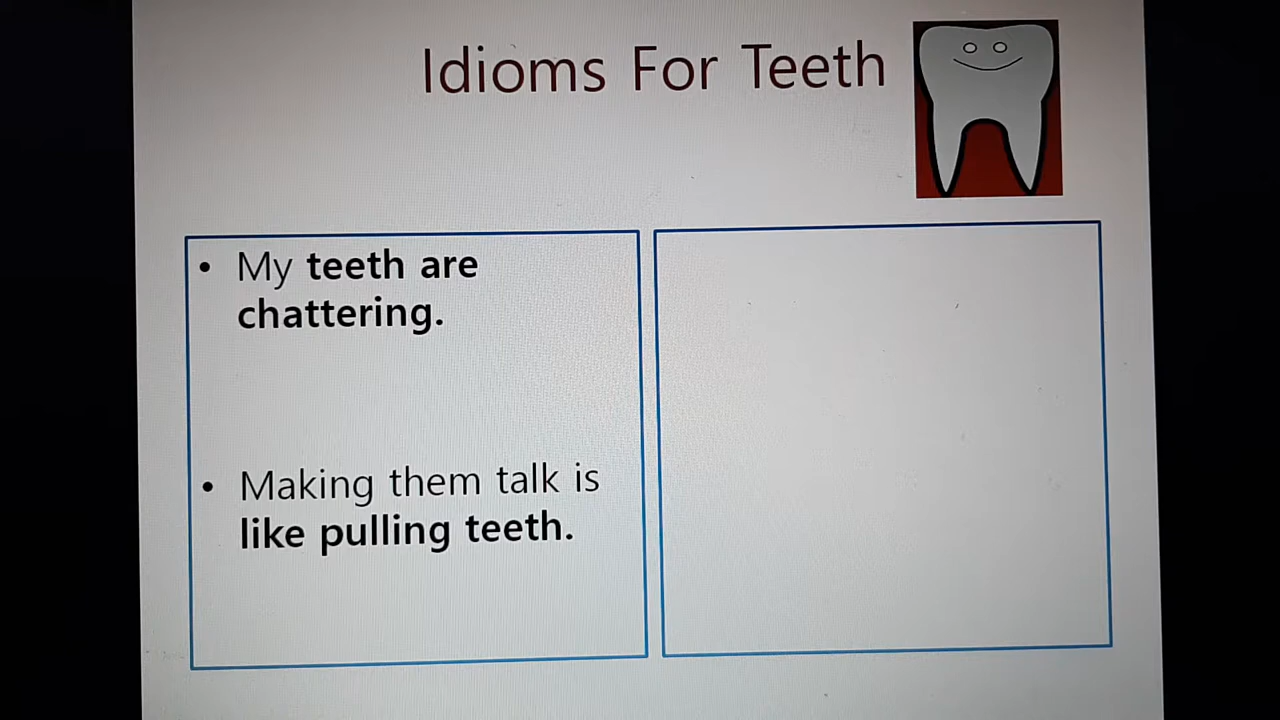 Idioms For Teeth
• My teeth are
chattering.
• Making them talk is
like pulling teeth.